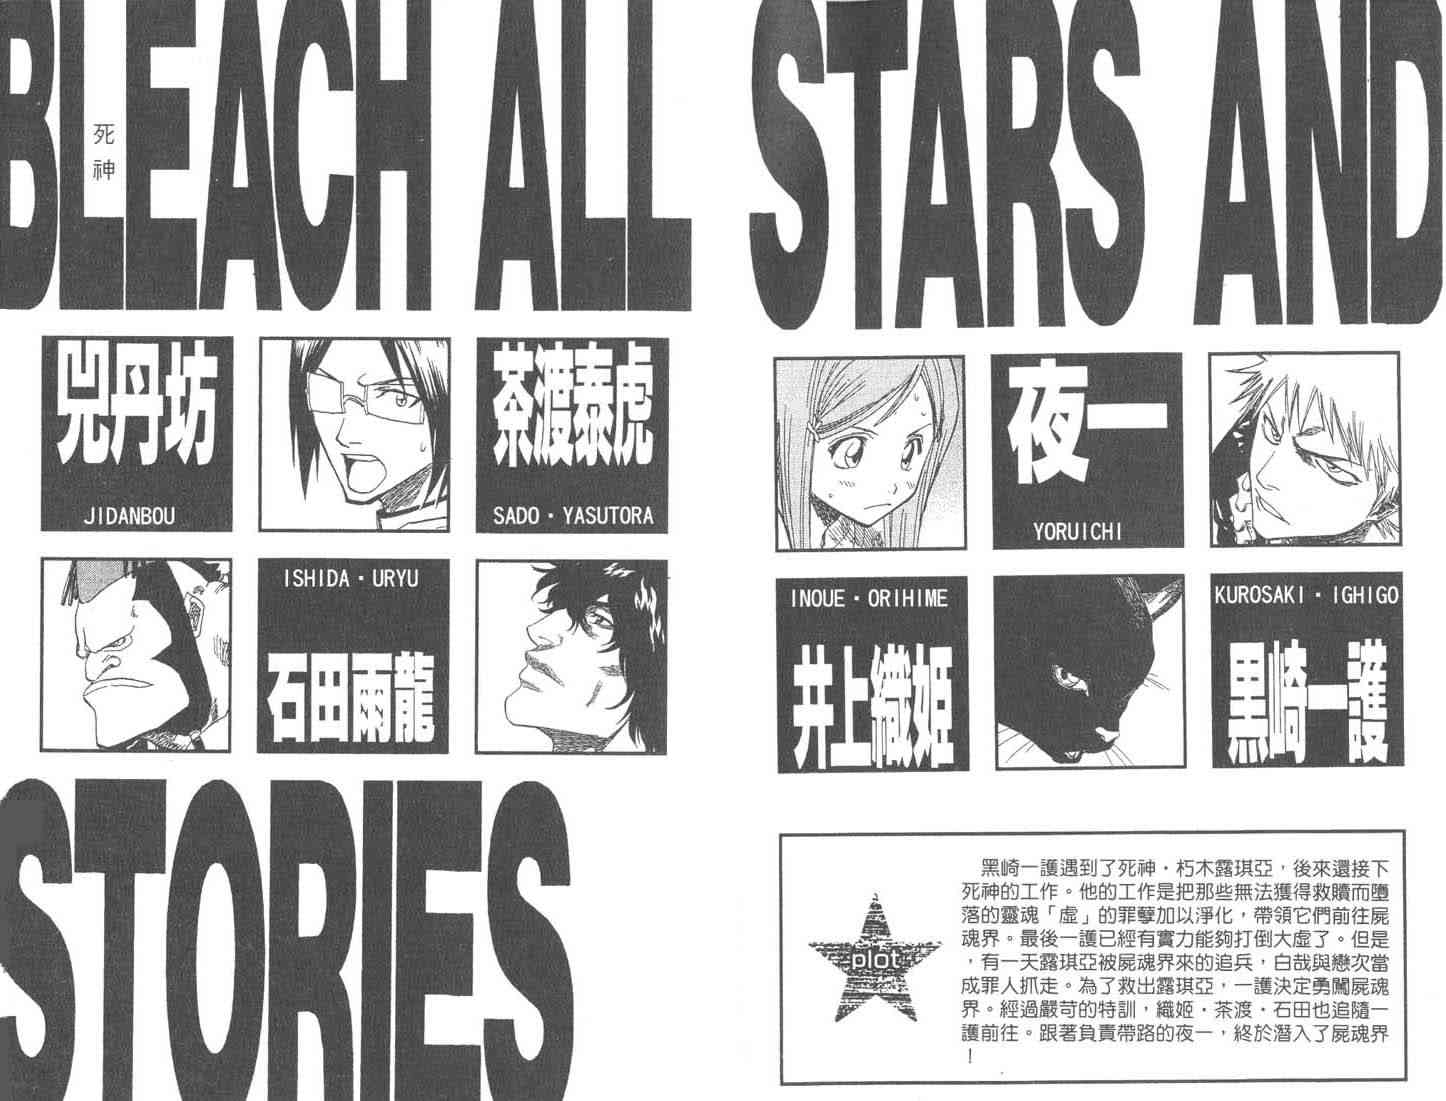 BLEACH ALL STARS AND
死神
兕丹坊
JIDANBOU
茶渡泰虎
SADO・YASUTORA
夜一
YORUICHI
ISHIDA・URYU
石田雨龍
INOUE・ORIHIME
井上織姬
KUROSAKI・IGHIGO
黑崎一護
STORIES
plot
黑崎一護遇到了死神・朽木露琪亞，後來還接下
死神的工作。他的工作是把那些無法獲得救贖而墮
落的靈魂「虛」的罪孽加以淨化，帶領它們前往屍
魂界。最後一護已經有實力能夠打倒大虛了。但是
，有一天露琪亞被屍魂界來的追兵，白哉與戀次當
成罪人抓走。為了救出露琪亞，一護決定勇闖屍魂
界。經過嚴苛的特訓，織姬・茶渡・石田也追隨一
護前往。跟著負責帶路的夜一，終於潛入了屍魂界
！